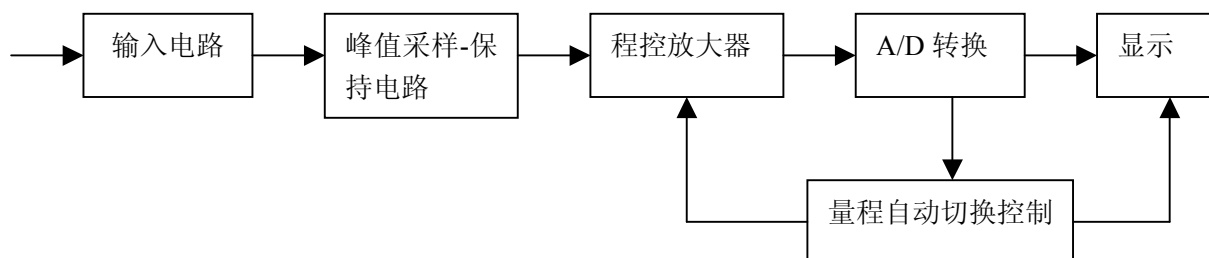 输入电路
峰值采样-保
持电路
程控放大器
A/D 转换
显示
量程自动切换控制